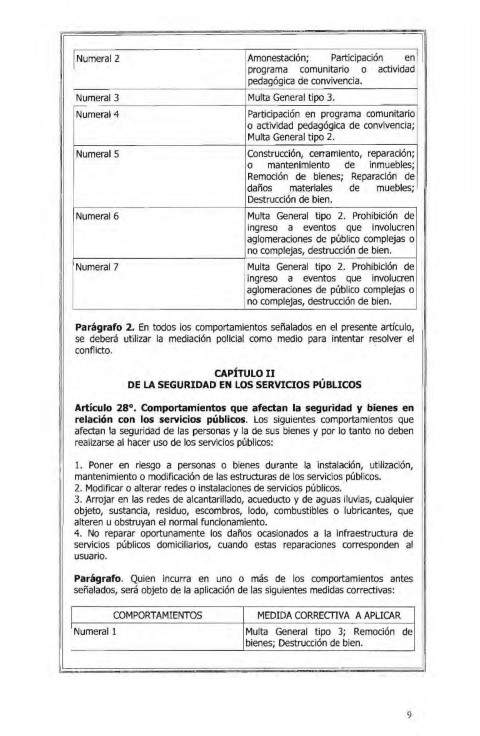 Numeral 2
Amonestación; Participación en
programa comunitario o actividad
pedagógica de convivencia.
Numeral 3
Multa General tipo 3.
Numeral 4
Participación en programa comunitario
o actividad pedagógica de convivencia;
Multa General tipo 2.
Numeral 5
Construcción, cerramiento, reparación;
o mantenimiento de inmuebles;
Remoción de bienes; Reparación de
daños materiales de muebles;
Destrucción de bien.
Numeral 6
Multa General tipo 2. Prohibición de
ingreso a eventos que involucren
aglomeraciones de público complejas o
no complejas, destrucción de bien.
Numeral 7
Multa General tipo 2. Prohibición de
ingreso a eventos que involucren
aglomeraciones de público complejas o
no complejas, destrucción de bien.
Parágrafo 2. En todos los comportamientos señalados en el presente artículo,
se deberá utilizar la mediación policial como medio para intentar resolver el
conflicto.
CAPÍTULO II
DE LA SEGURIDAD EN LOS SERVICIOS PÚBLICOS
Artículo 28°. Comportamientos que afectan la seguridad y bienes en
relación con los servicios públicos. Los siguientes comportamientos que
afectan la seguridad de las personas y la de sus bienes y por lo tanto no deben
realizarse al hacer uso de los servicios públicos:
1. Poner en riesgo a personas o bienes durante la instalación, utilización,
mantenimiento o modificación de las estructuras de los servicios públicos.
2. Modificar o alterar redes o instalaciones de servicios públicos.
3. Arrojar en las redes de alcantarillado, acueducto y de aguas lluvias, cualquier
objeto, sustancia, residuo, escombros, lodo, combustibles o lubricantes, que
alteren u obstruyan el normal funcionamiento.
4. No reparar oportunamente los daños ocasionados a la infraestructura de
servicios públicos domiciliarios, cuando estas reparaciones corresponden al
usuario.
Parágrafo. Quien incurra en uno o más de los comportamientos antes
señalados, será objeto de la aplicación de las siguientes medidas correctivas:
COMPORTAMIENTOS
MEDIDA CORRECTIVA A APLICAR
Numeral 1
Multa General tipo 3; Remoción de
bienes; Destrucción de bien.
9